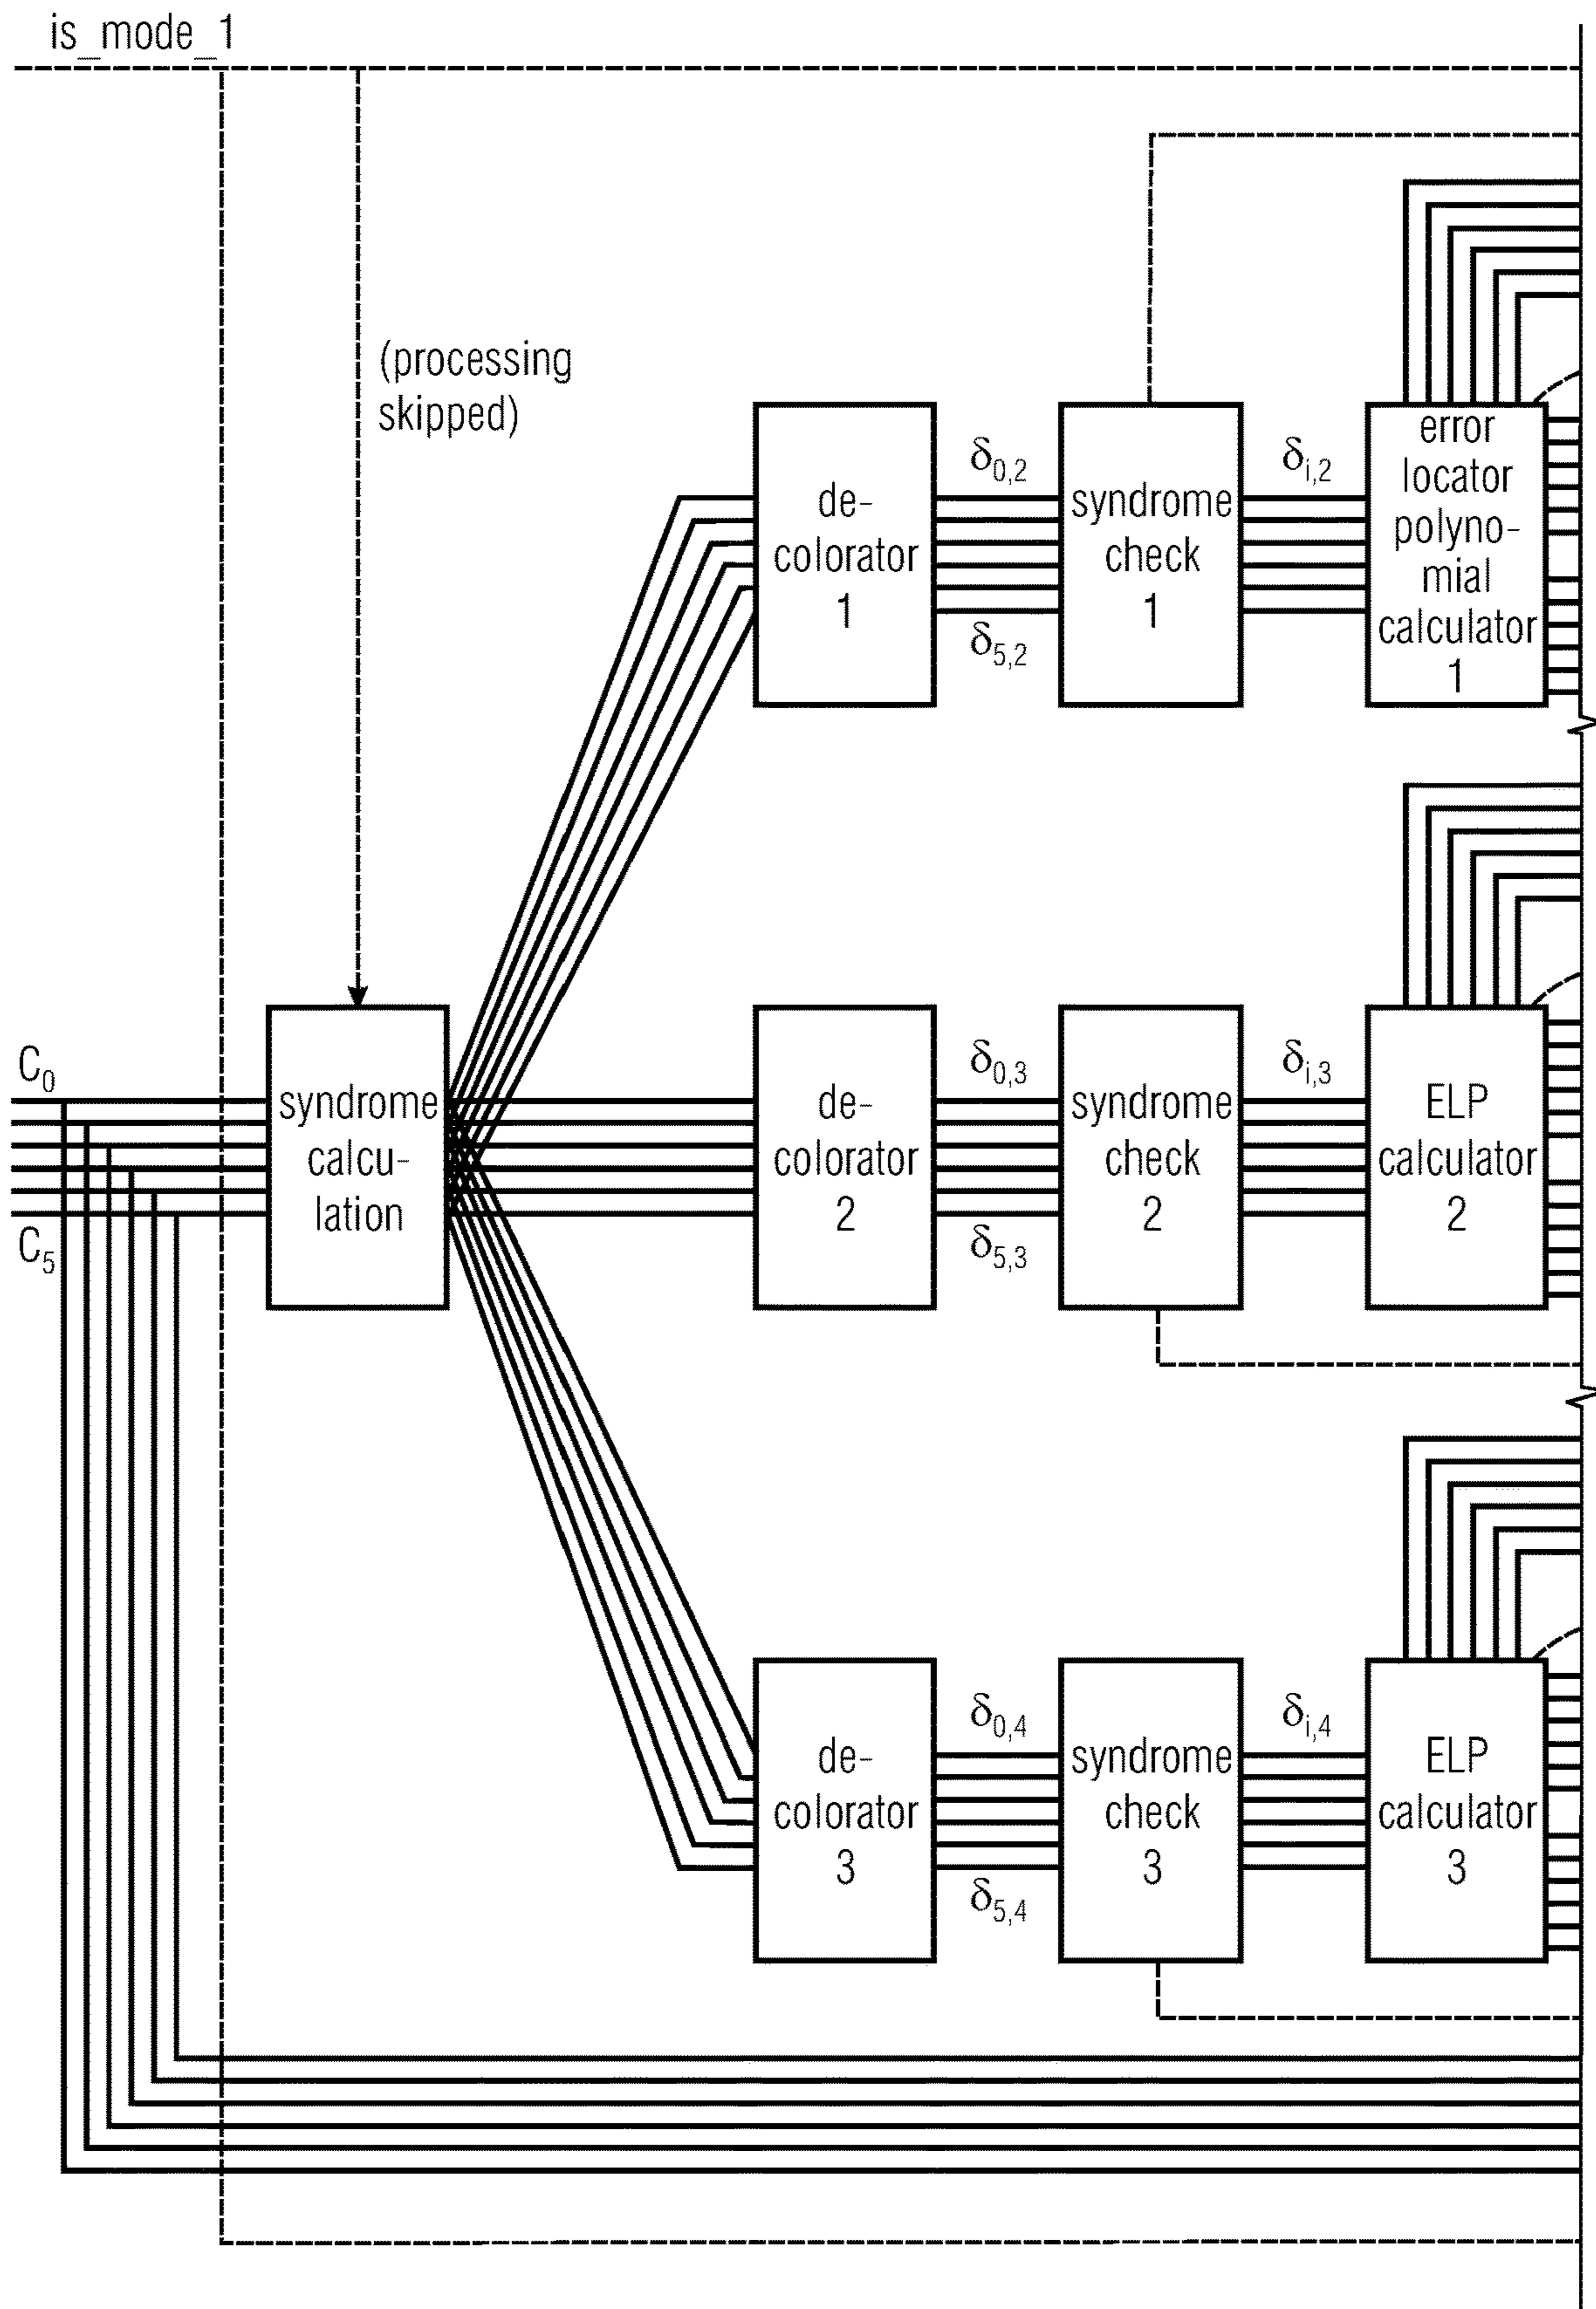 is_mode_1
(processing
skipped)
de-
colorator
1
δ0,2
δ5,2
syndrome
check
1
δi,2
error
locator
polyno-
mial
calculator
1
C0
C5
syndrome
calcu-
lation
de-
colorator
2
δ0,3
δ5,3
syndrome
check
2
δi,3
ELP
calculator
2
de-
colorator
3
δ0,4
δ5,4
syndrome
check
3
δi,4
ELP
calculator
3